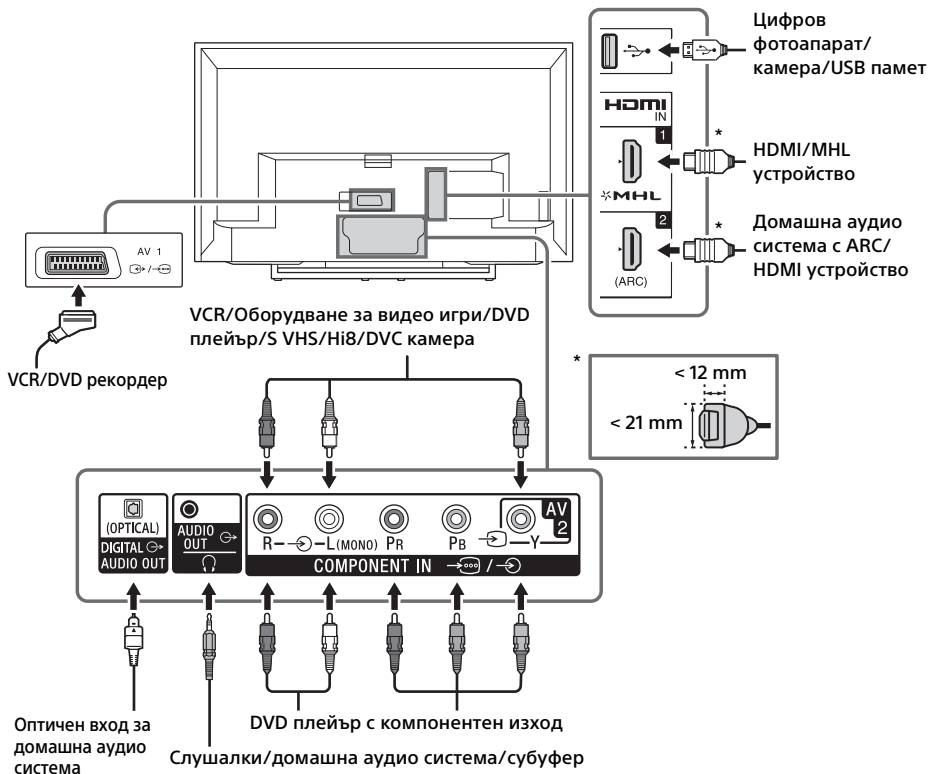 Цифров
фотоапарат/
камера/USB памет
HDMI
IN
1
*
HDMI/MHL
устройство
MHL
2
*
Домашна аудио
система с ARC/
HDMI устройство
(ARC)
AV 1
VCR/DVD рекордер
VCR/Оборудване за видео игри/DVD
плейър/S VHS/Hi8/DVC камера
*
< 12 mm
< 21 mm
(OPTICAL)
DIGITAL
AUDIO OUT
AUDIO
OUT
R
L(MONO)
PR
PB
Y
AV
2
COMPONENT IN
/
Оптичен вход за
домашна аудио
система
DVD плейър с компонентен изход
Слушалки/домашна аудио система/субуфер